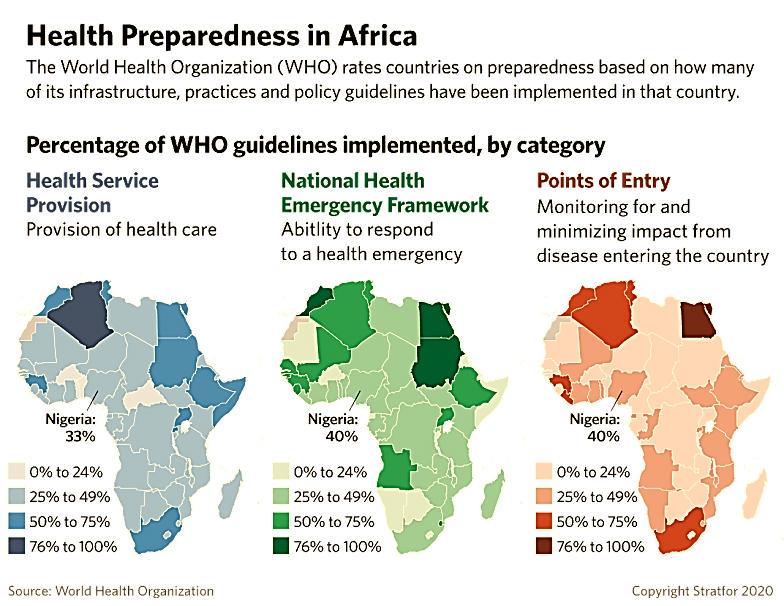 Health Preparedness in Africa
The World Health Organization (WHO) rates countries on preparedness based on how many
of its infrastructure, practices and policy guidelines have been implemented in that country.
Percentage of WHO guidelines implemented, by category
Health Service
Provision
Provision of health care
National Health
Emergency Framework
Abitlity to respond
to a health emergency
Points of Entry
Monitoring for and
minimizing impact from
disease entering the country
Nigeria:
33%
0% to 24%
25% to 49%
50% to 75%
76% to 100%
Nigeria:
40%
0% to 24%
25% to 49%
50% to 75%
76% to 100%
Nigeria:
40%
0% to 24%
25% to 49%
50% to 75%
76% to 100%
Source: World Health Organization
Copyright Stratfor 2020